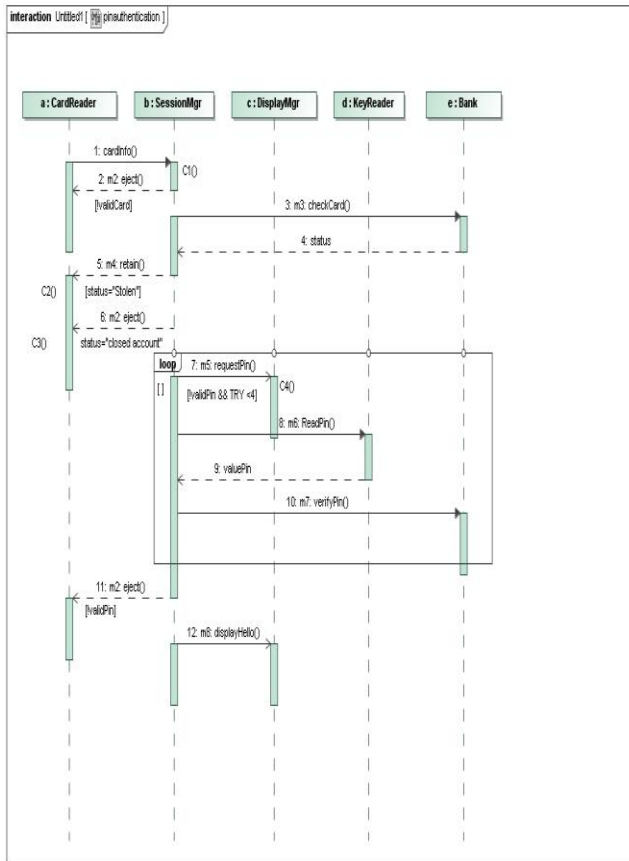 interaction Untitled1 [ pinauthentication ]
a : CardReader
b : SessionMgr
c : DisplayMgr
d : KeyReader
e : Bank
1: cardInfo()
C1()
2: m2: eject()
[!validCard]
3: m3: checkCard()
4: status
5: m4: retain()
C2()
[status="Stolen"]
6: m2: eject()
C3()
status="closed account"
loop
7: m5: requestPin()
[ ]
[!validPin && TRY <4]
C4()
8: m6: ReadPin()
9: valuePin
10: m7: verifyPin()
11: m2: eject()
[!validPin]
12: m8: displayHello()